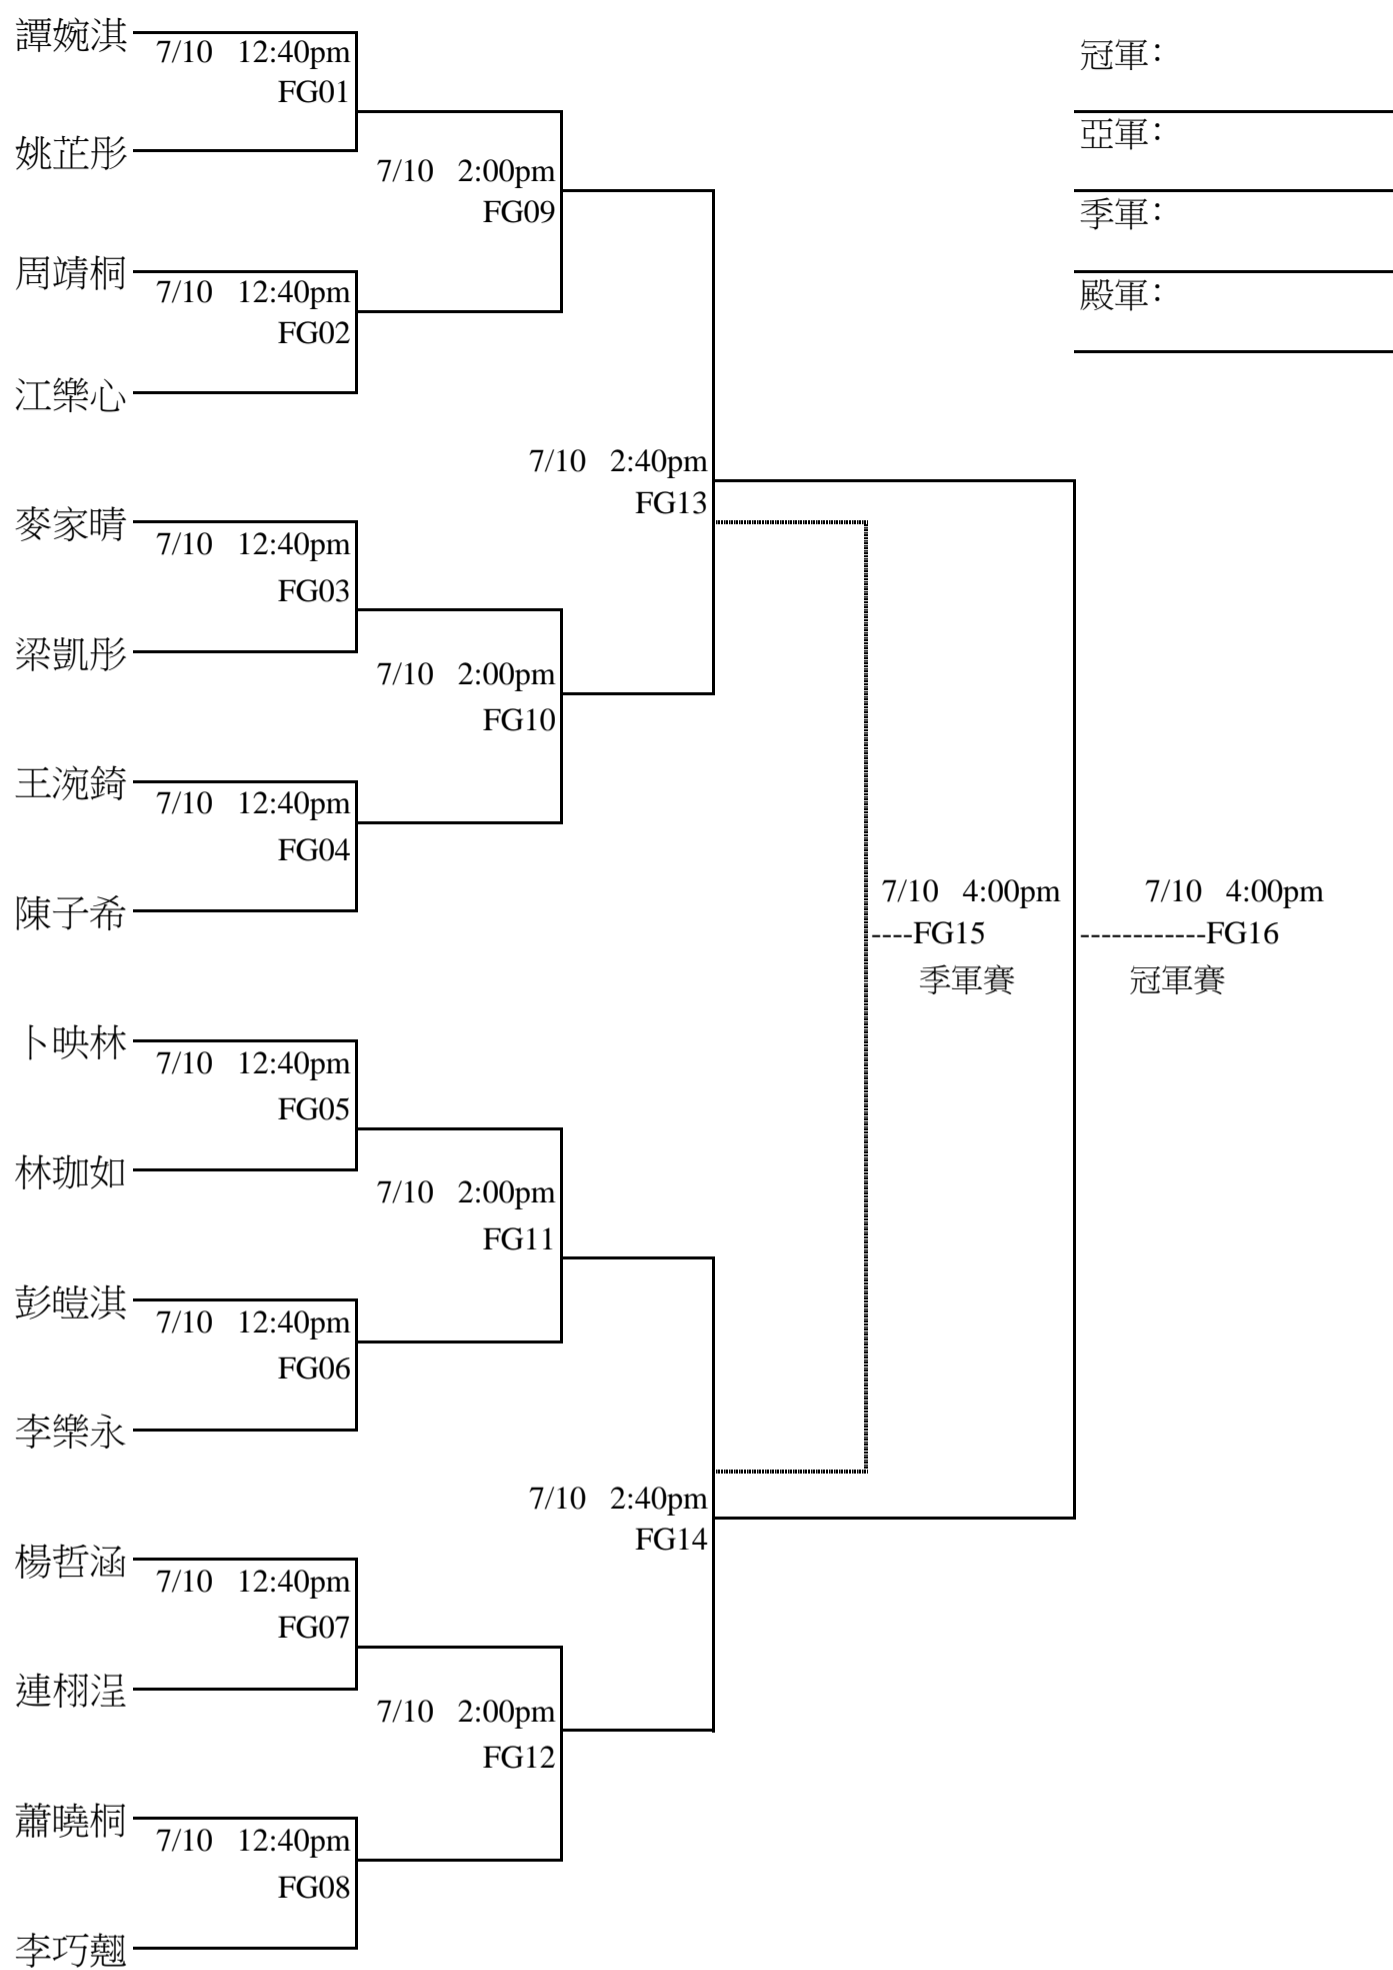 譚婉淇
7/10 12:40pm
FG01
姚芷彤
7/10 2:00pm
FG09
周靖桐
7/10 12:40pm
FG02
江樂心
7/10 2:40pm
FG13
麥家晴
7/10 12:40pm
FG03
梁凱彤
7/10 2:00pm
FG10
王涴錡
7/10 12:40pm
FG04
陳子希
卜映林
7/10 12:40pm
FG05
林珈如
7/10 2:00pm
FG11
彭皚淇
7/10 12:40pm
FG06
李樂永
7/10 2:40pm
FG14
楊哲涵
7/10 12:40pm
FG07
連栩浧
7/10 2:00pm
FG12
蕭曉桐
7/10 12:40pm
FG08
李巧翹
7/10 4:00pm
----FG15
季軍賽
7/10 4:00pm
------------FG16
冠軍賽
冠軍：
亞軍：
季軍：
殿軍：